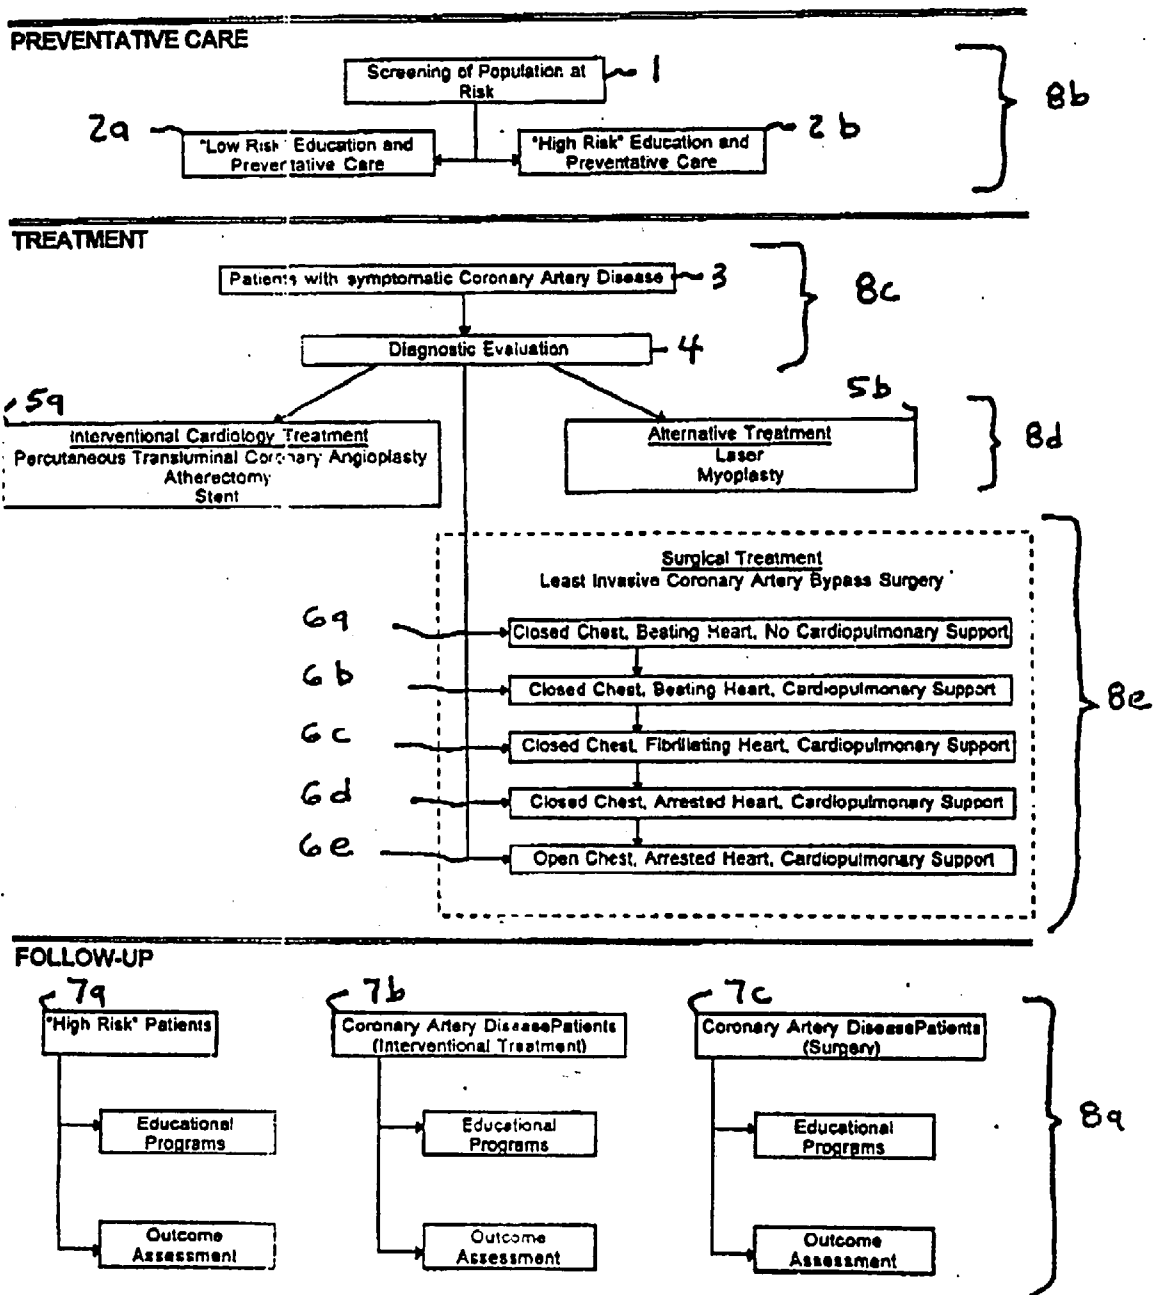 PREVENTATIVE CARE
Screening of Population at
Risk
1
8b
2a
2b
"Low Risk" Education and
Preventative Care
"High Risk" Education and
Preventative Care
TREATMENT
Patients with symptomatic Coronary Artery Disease
3
8c
Diagnostic Evaluation
4
5a
5b
Interventional Cardiology Treatment
Percutaneous Transluminal Coronary Angioplasty
Atherectomy
Stent
Alternative Treatment
Laser
Myoplasty
8d
Surgical Treatment
Least Invasive Coronary Artery Bypass Surgery
6a
Closed Chest, Beating Heart, No Cardiopulmonary Support
6b
Closed Chest, Beating Heart, Cardiopulmonary Support
8e
6c
Closed Chest, Fibrillating Heart, Cardiopulmonary Support
6d
Closed Chest, Arrested Heart, Cardiopulmonary Support
6e
Open Chest, Arrested Heart, Cardiopulmonary Support
FOLLOW-UP
7a
7b
7c
"High Risk" Patients
Coronary Artery DiseasePatients
(Interventional Treatment)
Coronary Artery DiseasePatients
(Surgery)
Educational
Programs
Educational
Programs
Educational
Programs
8a
Outcome
Assessment
Outcome
Assessment
Outcome
Assessment